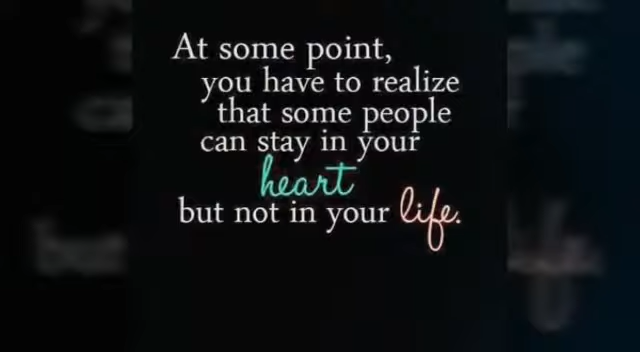 At some point,
you have to realize
that some people
can stay in your
heart
but not in your life.